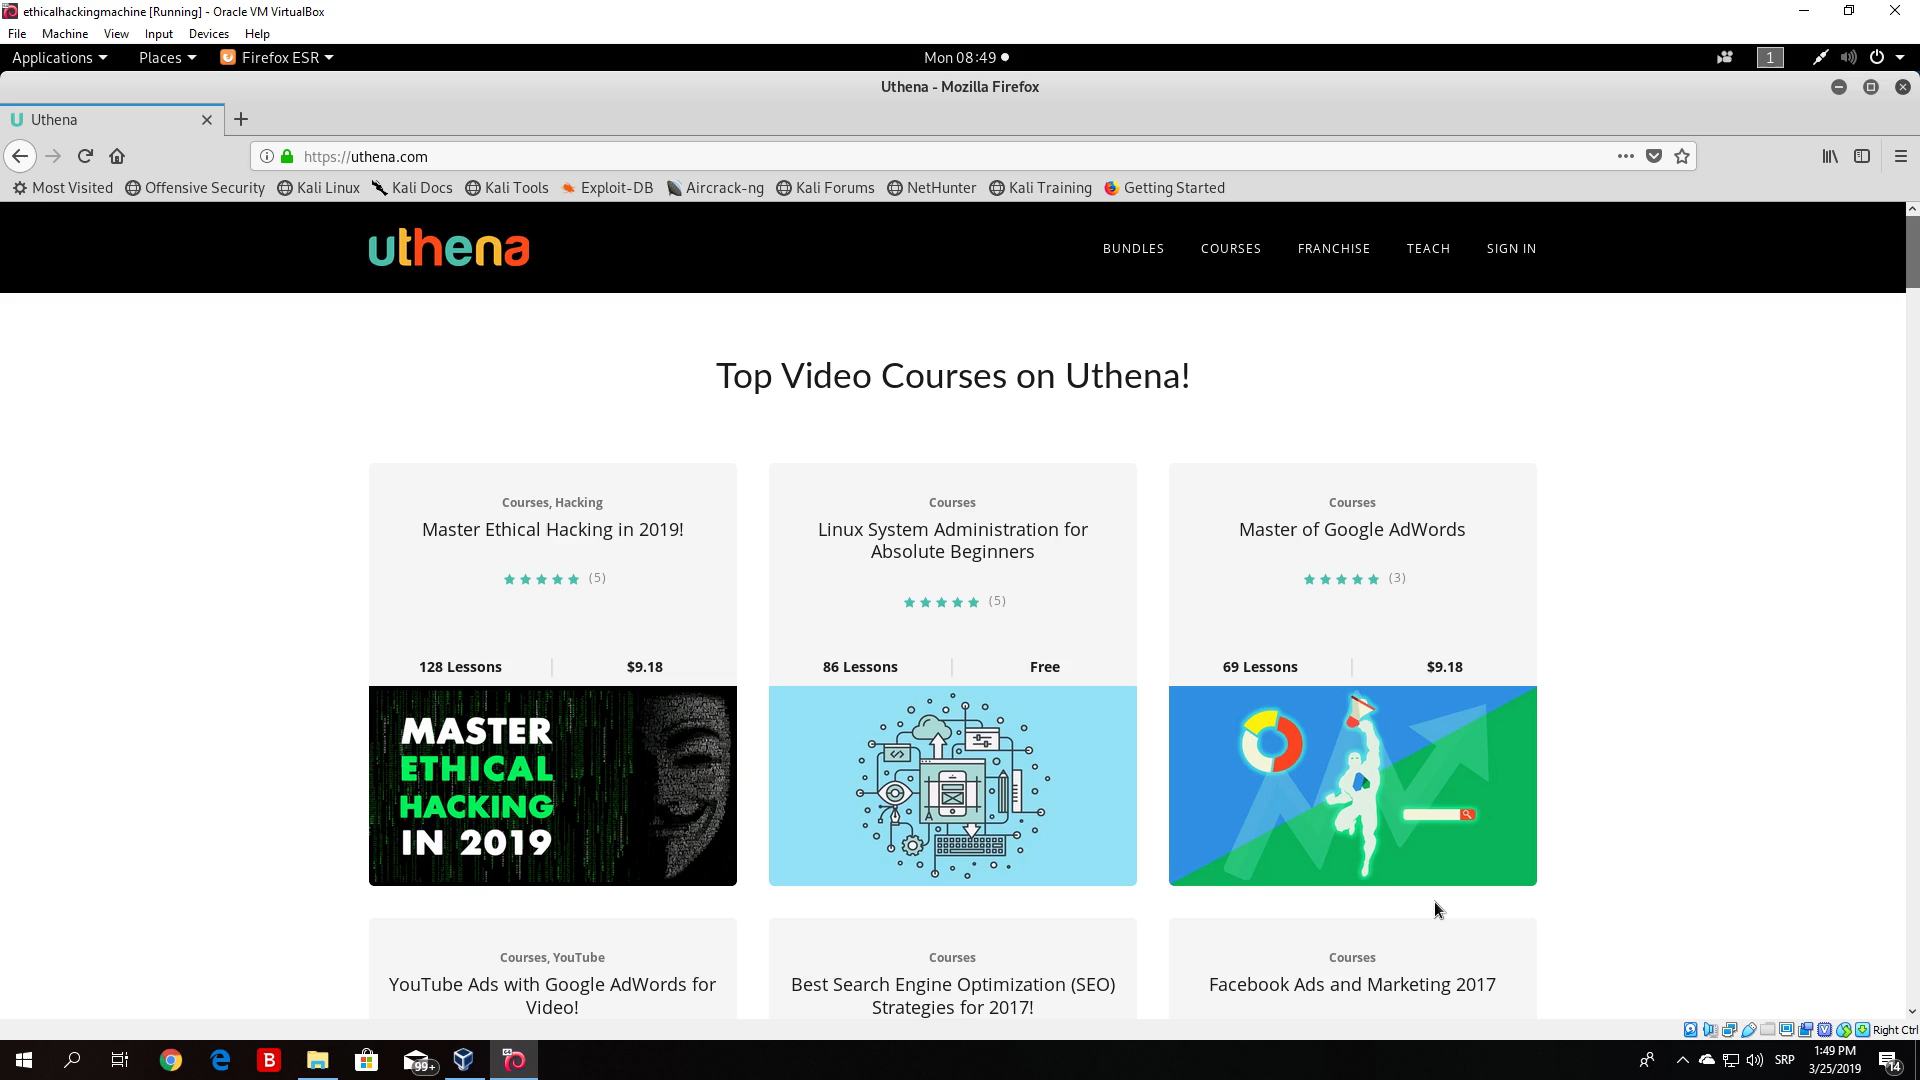 ethicalhackingmachine [Running] - Oracle VM VirtualBox
File Machine View Input Devices Help
Applications Places Firefox ESR Mon 08:49 1
Uthena - Mozilla Firefox
Uthena
https://uthena.com
Most Visited Offensive Security Kali Linux Kali Docs Kali Tools Exploit-DB Aircrack-ng Kali Forums NetHunter Kali Training Getting Started
uthena BUNDLES COURSES FRANCHISE TEACH SIGN IN
Top Video Courses on Uthena!
Courses, Hacking
Master Ethical Hacking in 2019!
(5)
128 Lessons $9.18
MASTER
ETHICAL
HACKING
IN 2019
Courses
Linux System Administration for
Absolute Beginners
(5)
86 Lessons Free
Courses
Master of Google AdWords
(3)
69 Lessons $9.18
Courses, YouTube
YouTube Ads with Google AdWords for
Video!
Courses
Best Search Engine Optimization (SEO)
Strategies for 2017!
Courses
Facebook Ads and Marketing 2017
Right Ctrl
99+ SRP 1:49 PM
3/25/2019 14